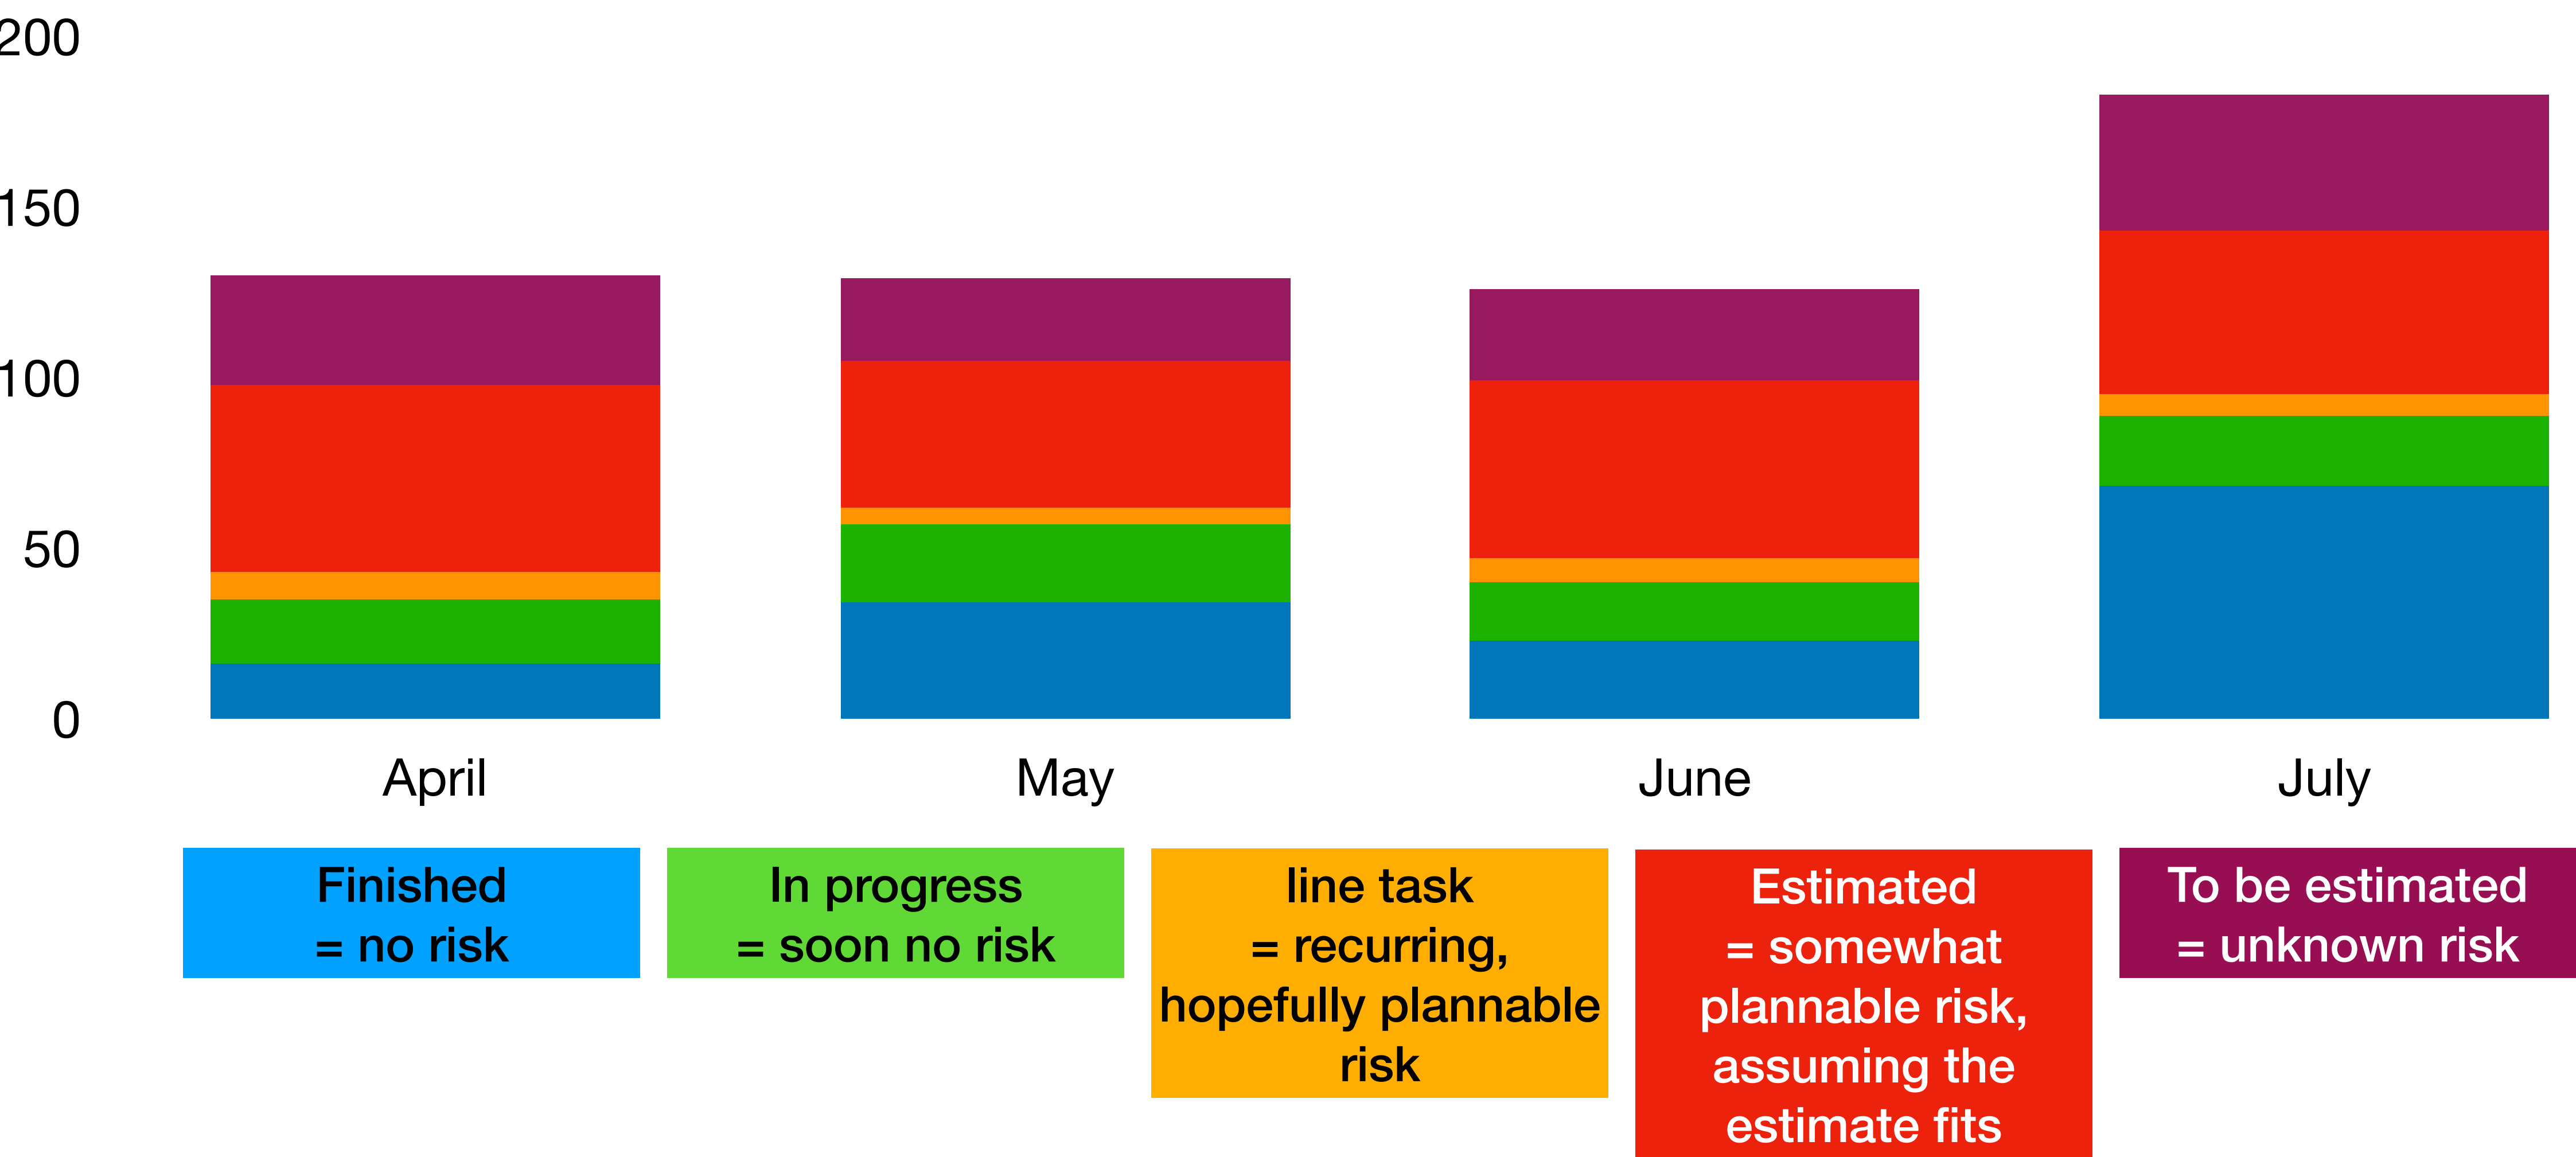 200
150
100
50
0
April
May
June
July
Finished
= no risk
In progress
= soon no risk
line task
= recurring,
hopefully plannable
risk
Estimated
= somewhat
plannable risk,
assuming the
estimate fits
To be estimated
= unknown risk